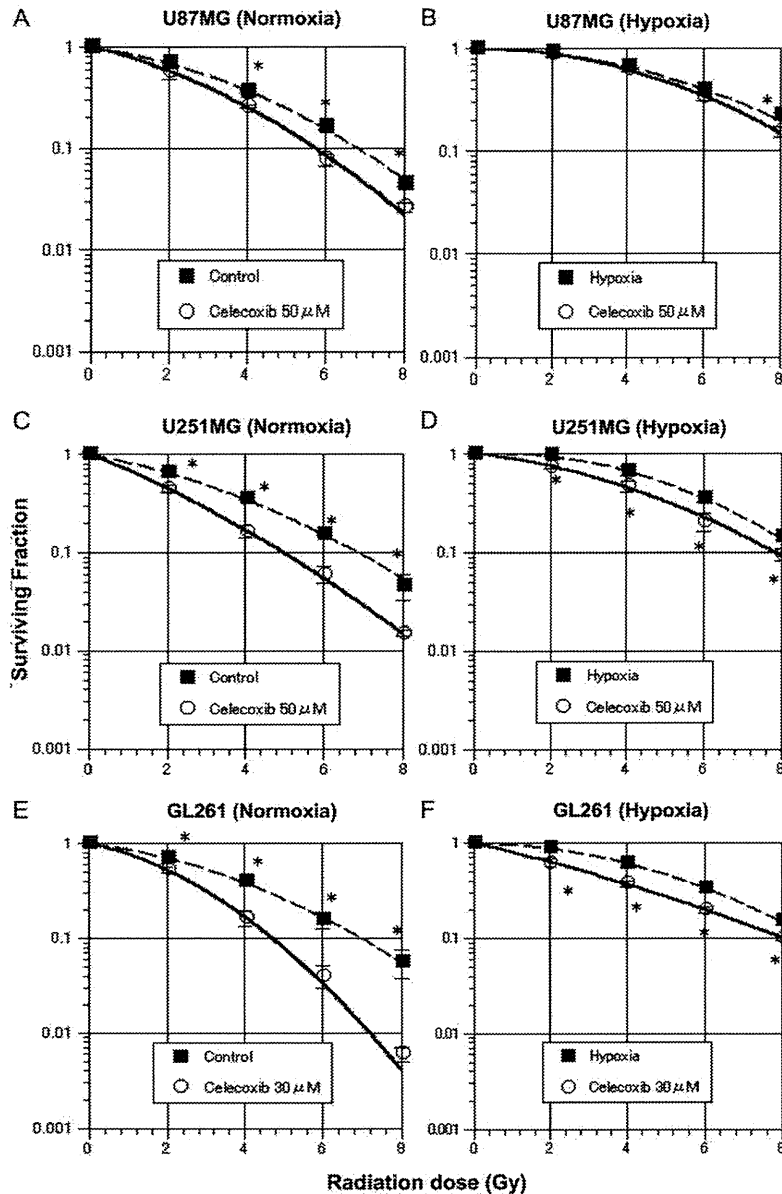 A
U87MG (Normoxia)
1
*
*
0.1
*
0.01
Control
Celecoxib 50 μM
0.001
0 2 4 6 8
B
U87MG (Hypoxia)
1
*
0.1
0.01
Hypoxia
Celecoxib 50 μM
0.001
0 2 4 6 8
C
U251MG (Normoxia)
1
*
*
*
0.1
*
0.01
Control
Celecoxib 50 μM
0.001
0 2 4 6 8
D
U251MG (Hypoxia)
1
*
*
*
0.1
*
0.01
Hypoxia
Celecoxib 50 μM
0.001
0 2 4 6 8
Surviving Fraction
E
GL261 (Normoxia)
1
*
*
*
*
0.1
0.01
Control
Celecoxib 30 μM
0.001
0 2 4 6 8
F
GL261 (Hypoxia)
1
*
*
*
0.1
*
0.01
Hypoxia
Celecoxib 30 μM
0.001
0 2 4 6 8
Radiation dose (Gy)